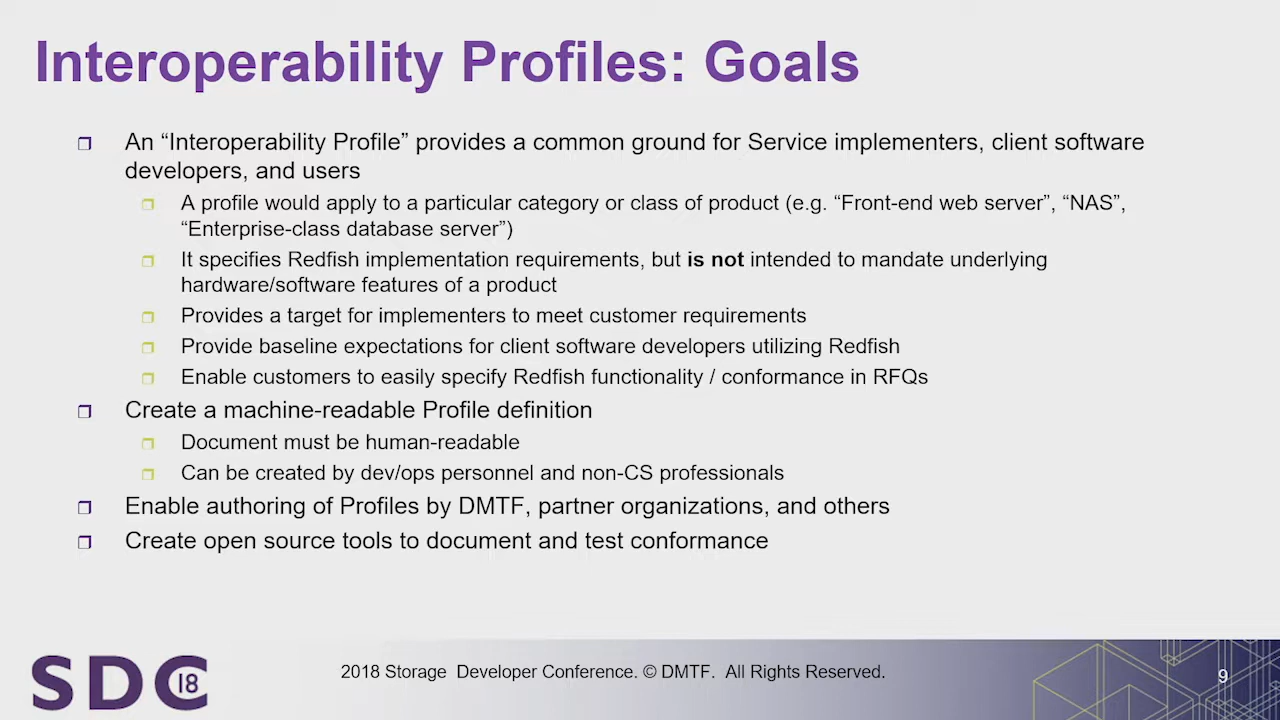 Interoperability Profiles: Goals
An “Interoperability Profile” provides a common ground for Service implementers, client software
developers, and users
A profile would apply to a particular category or class of product (e.g. “Front-end web server”, “NAS”,
“Enterprise-class database server”)
It specifies Redfish implementation requirements, but is not intended to mandate underlying
hardware/software features of a product
Provides a target for implementers to meet customer requirements
Provide baseline expectations for client software developers utilizing Redfish
Enable customers to easily specify Redfish functionality / conformance in RFQs
Create a machine-readable Profile definition
Document must be human-readable
Can be created by dev/ops personnel and non-CS professionals
Enable authoring of Profiles by DMTF, partner organizations, and others
Create open source tools to document and test conformance
SDC 18
2018 Storage Developer Conference. © DMTF. All Rights Reserved.
9